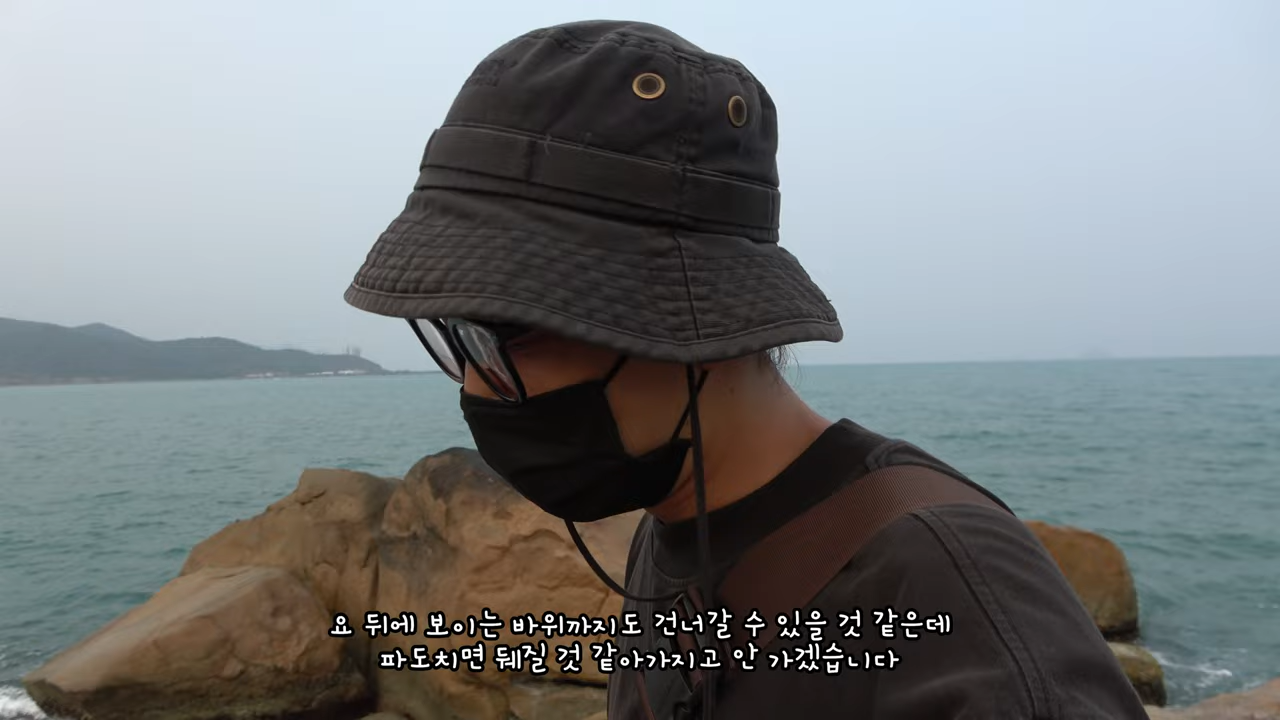 요 뒤에 보이는 바위까지도 건너갈 수 있을 것 같은데
파도치면 뒈질 것 같아가지고 안 가겠습니다